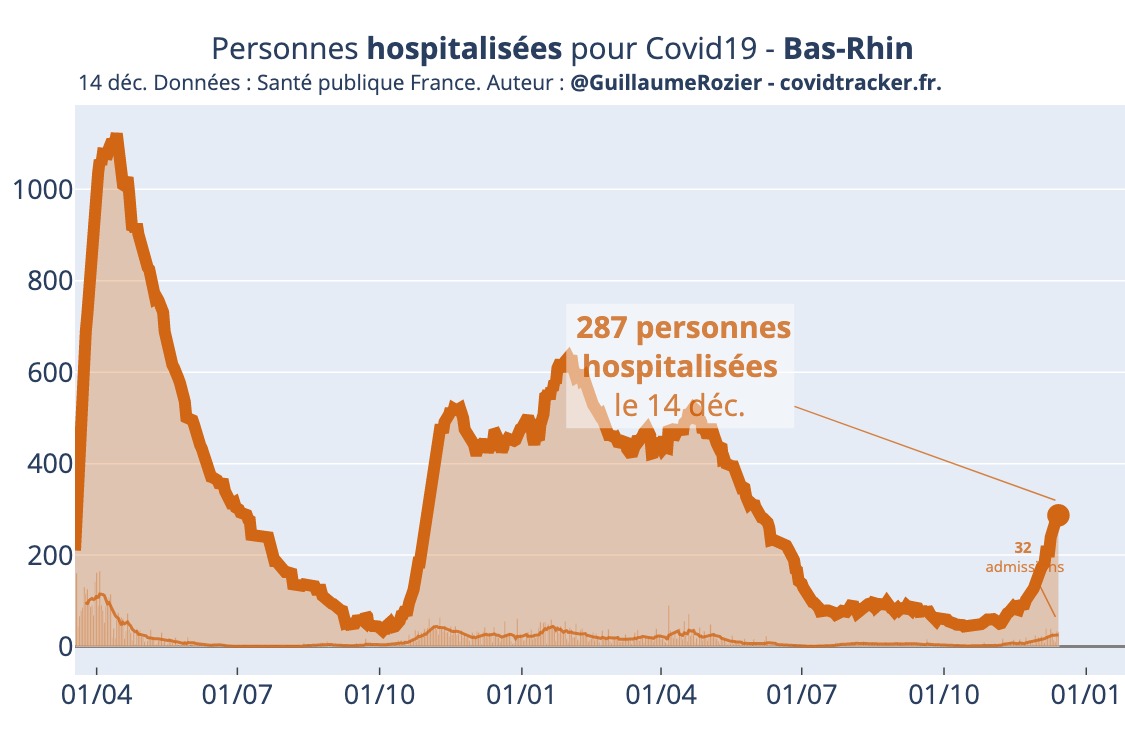 Personnes hospitalisées pour Covid19 - Bas-Rhin
14 déc. Données : Santé publique France. Auteur : @GuillaumeRozier - covidtracker.fr.
1000
800
600
400
200
0
287 personnes
hospitalisées
le 14 déc.
32
admissions
01/04 01/07 01/10 01/01 01/04 01/07 01/10 01/01